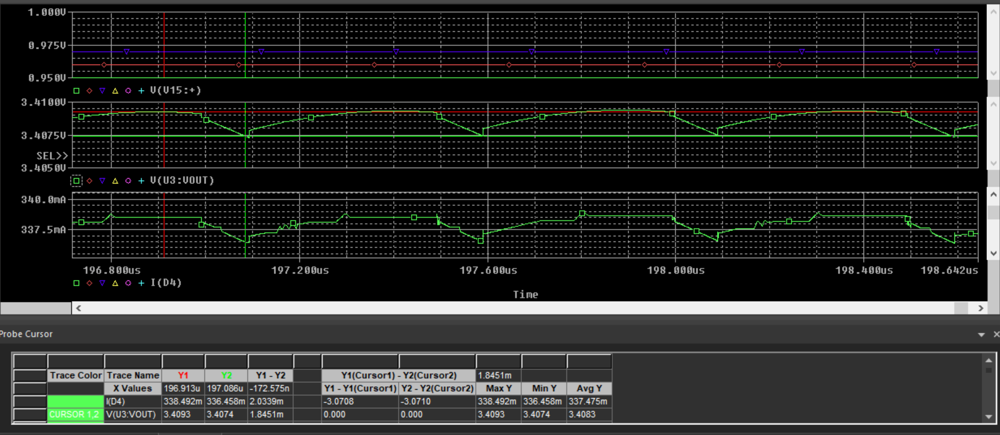 1.000V
0.975V
0.950V
V(V15:+)
3.4100V
3.4075V
SEL>>
3.4050V
V(U3:VOUT)
340.0mA
337.5mA
196.800us 197.200us 197.600us 198.000us 198.400us 198.642us
I(D4)
Time
Probe Cursor
Trace Color Trace Name Y1 Y2 Y1 - Y2 Y1(Cursor1) - Y2(Cursor2) 1.8451m
X Values 196.913u 197.086u -172.575n Y1 - Y1(Cursor1) Y2 - Y2(Cursor2) Max Y Min Y Avg Y
I(D4) 338.492m 336.458m 2.0339m -3.0708 -3.0710 338.492m 336.458m 337.475m
CURSOR 1,2 V(U3:VOUT) 3.4093 3.4074 1.8451m 0.000 0.000 3.4093 3.4074 3.4083